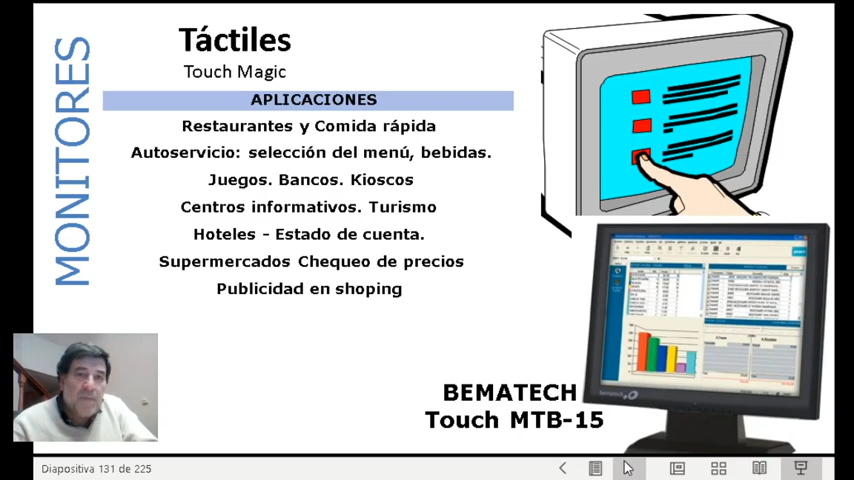 MONITORES
Táctiles
Touch Magic
APLICACIONES
Restaurantes y Comida rápida
Autoservicio: selección del menú, bebidas.
Juegos. Bancos. Kioscos
Centros informativos. Turismo
Hoteles - Estado de cuenta.
Supermercados Chequeo de precios
Publicidad en shoping
bematech
BEMATECH
Touch MTB-15
Diapositiva 131 de 225